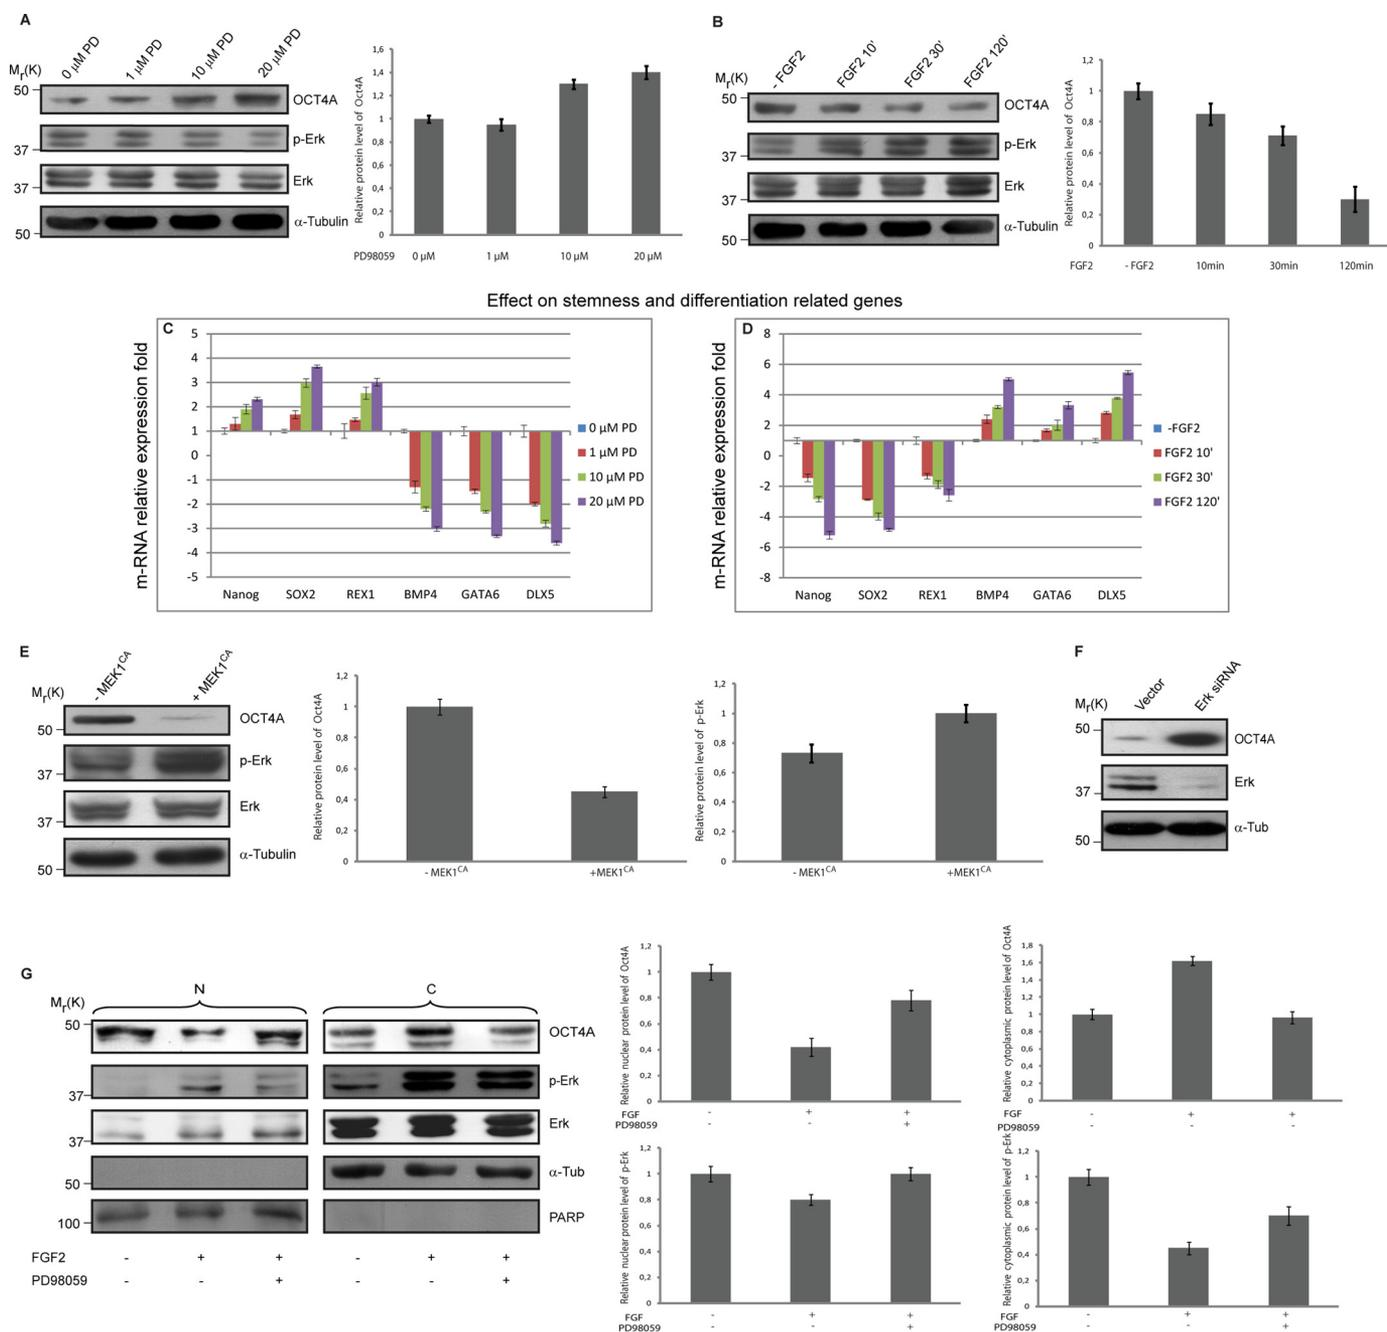 A
0 µM PD
1 µM PD
10 µM PD
20 µM PD
Mr(K)
50
OCT4A
p-Erk
37
Erk
37
α-Tubulin
50
Relative protein level of Oct4A
1,6
1,4
1,2
1
0,8
0,6
0,4
0,2
0
PD98059 0 µM 1 µM 10 µM 20 µM
B
- FGF2
FGF2 10'
FGF2 30'
FGF2 120'
Mr(K)
50
OCT4A
p-Erk
37
Erk
37
α-Tubulin
50
Relative protein level of Oct4A
1,2
1
0,8
0,6
0,4
0,2
0
FGF2 - FGF2 10min 30min 120min
Effect on stemness and differentiation related genes
C
m-RNA relative expression fold
5
4
3
2
1
0
-1
-2
-3
-4
-5
Nanog SOX2 REX1 BMP4 GATA6 DLX5
0 µM PD
1 µM PD
10 µM PD
20 µM PD
D
m-RNA relative expression fold
8
6
4
2
0
-2
-4
-6
-8
Nanog SOX2 REX1 BMP4 GATA6 DLX5
-FGF2
FGF2 10'
FGF2 30'
FGF2 120'
E
- MEK1CA
+ MEK1CA
Mr(K)
OCT4A
50
p-Erk
37
Erk
37
α-Tubulin
50
Relative protein level of Oct4A
1,2
1
0,8
0,6
0,4
0,2
0
- MEK1CA +MEK1CA
Relative protein level of p-Erk
1,2
1
0,8
0,6
0,4
0,2
0
- MEK1CA +MEK1CA
F
Vector
Erk siRNA
Mr(K)
50
OCT4A
Erk
37
α-Tub
50
G
N
C
Mr(K)
50
OCT4A
p-Erk
37
Erk
37
α-Tub
50
PARP
100
FGF2 - + + - + +
PD98059 - - + - - +
Relative nuclear protein level of Oct4A
1,2
1
0,8
0,6
0,4
0,2
0
FGF - + +
PD98059 - - +
Relative cytoplasmic protein level of Oct4A
1,8
1,6
1,4
1,2
1
0,6
0,4
0,2
0
FGF - + +
PD98059 - - -
Relative nuclear protein level of p-Erk
1,2
1
0,8
0,6
0,4
0,2
0
FGF - + +
PD98059 - - +
Relative cytoplasmic protein level of p-Erk
1,2
1
0,8
0,6
0,4
0,2
0
FGF - + +
PD98059 - - +